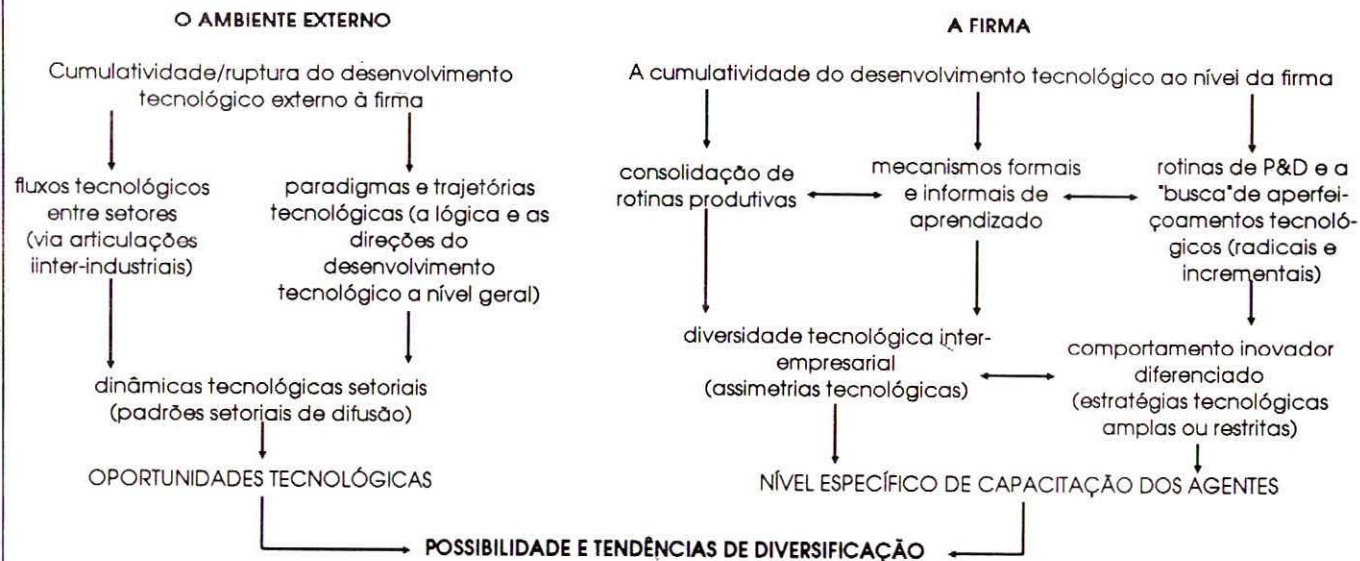 O AMBIENTE EXTERNO
Cumulatividade/ruptura do desenvolvimento
tecnológico externo à firma
fluxos tecnológicos
entre setores
(via articulações
iinter-industriais)
paradigmas e trajetórias
tecnológicas (a lógica e as
direções do
desenvolvimento
tecnológico a nível geral)
dinâmicas tecnológicas setoriais
(padrões setoriais de difusão)
OPORTUNIDADES TECNOLÓGICAS
A FIRMA
A cumulatividade do desenvolvimento tecnológico ao nível da firma
consolidação de
rotinas produtivas
mecanismos formais
e informais de
aprendizado
rotinas de P&D e a
"busca"de aperfei-
çoamentos tecnoló-
gicos (radicais e
incrementais)
diversidade tecnológica inter-
empresarial
(assimetrias tecnológicas)
comportamento inovador
diferenciado
(estratégias tecnológicas
amplas ou restritas)
NÍVEL ESPECÍFICO DE CAPACITAÇÃO DOS AGENTES
POSSIBILIDADE E TENDÊNCIAS DE DIVERSIFICAÇÃO